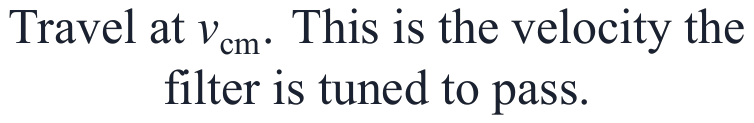 Travel at v_cm. This is the velocity the
filter is tuned to pass.